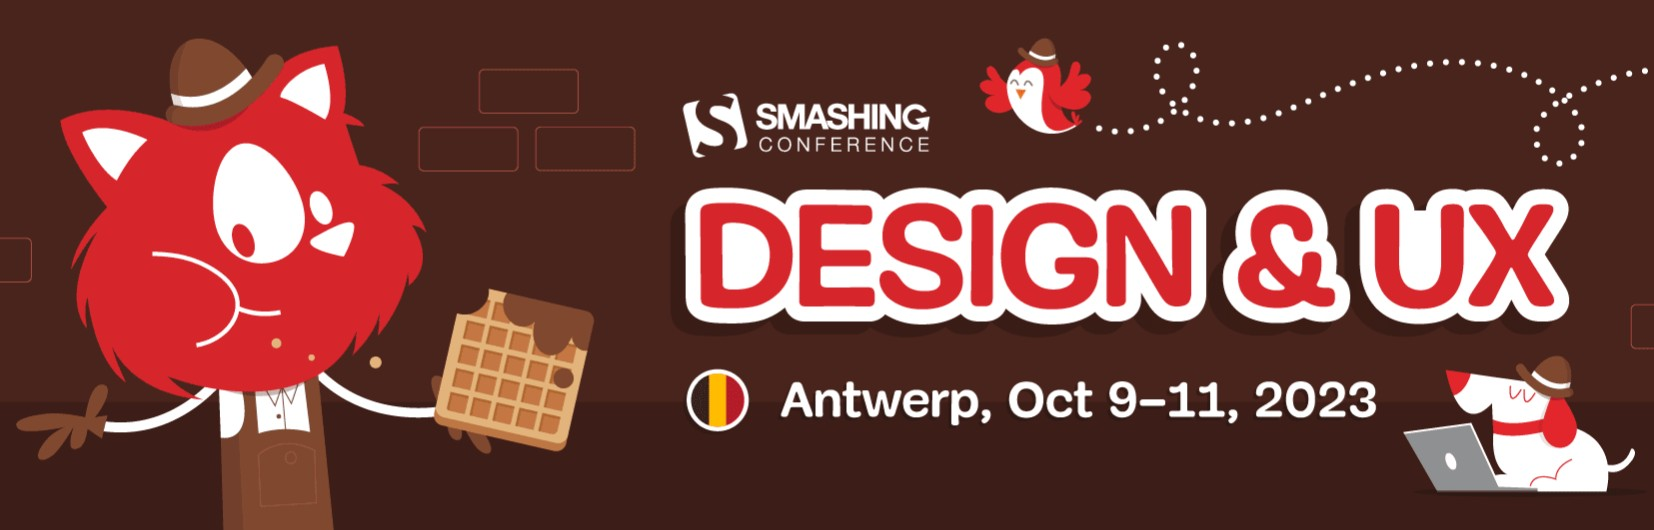 SMASHING
CONFERENCE
DESIGN & UX
Antwerp, Oct 9–11, 2023